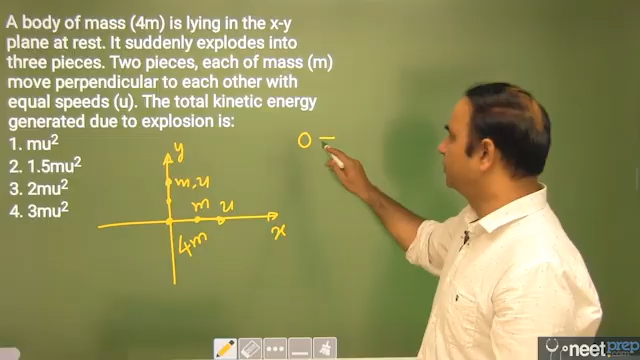 A body of mass (4m) is lying in the x-y
plane at rest. It suddenly explodes into
three pieces. Two pieces, each of mass (m)
move perpendicular to each other with
equal speeds (u). The total kinetic energy
generated due to explosion is:
1. mu²
2. 1.5mu²
3. 2mu²
4. 3mu²
y
m,u
m u
x
4m
0 –
neetprep